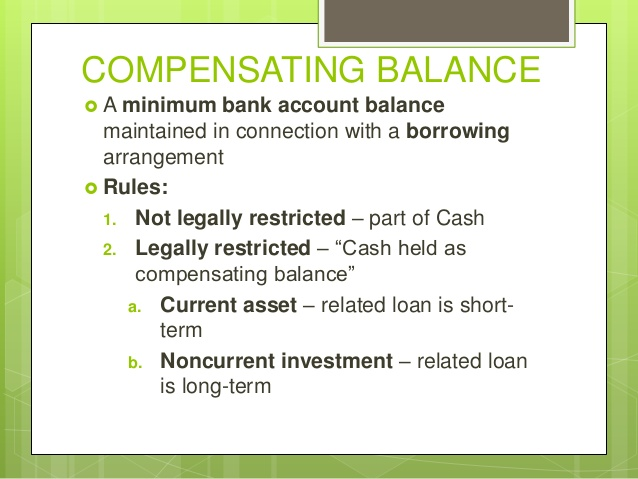 COMPENSATING BALANCE
A minimum bank account balance
maintained in connection with a borrowing
arrangement
Rules:
1. Not legally restricted – part of Cash
2. Legally restricted – “Cash held as
compensating balance”
a. Current asset – related loan is short-
term
b. Noncurrent investment – related loan
is long-term